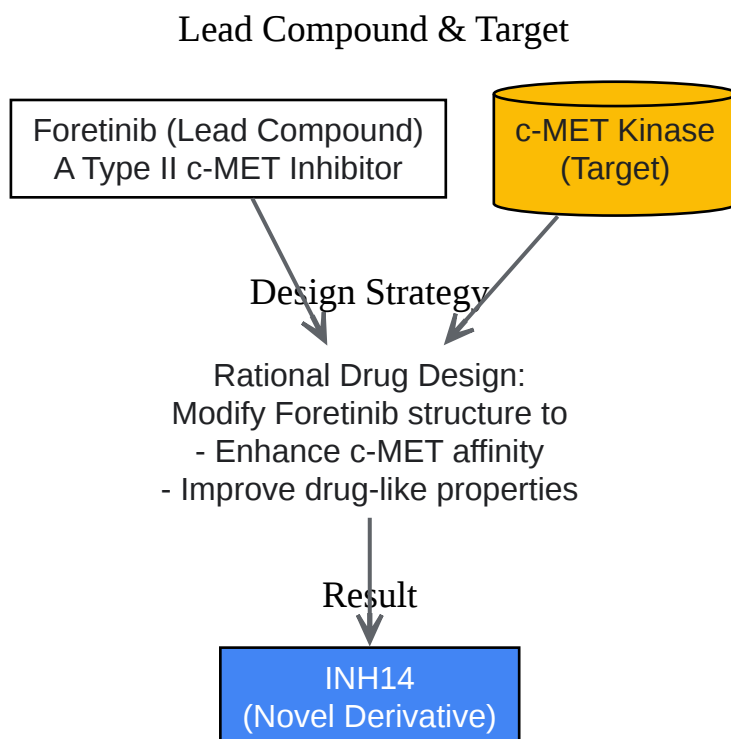 Lead Compound & Target
Foretinib (Lead Compound)
A Type II c-MET Inhibitor
c-MET Kinase
(Target)
Design Strategy
Rational Drug Design:
Modify Foretinib structure to
- Enhance c-MET affinity
- Improve drug-like properties
Result
INH14
(Novel Derivative)